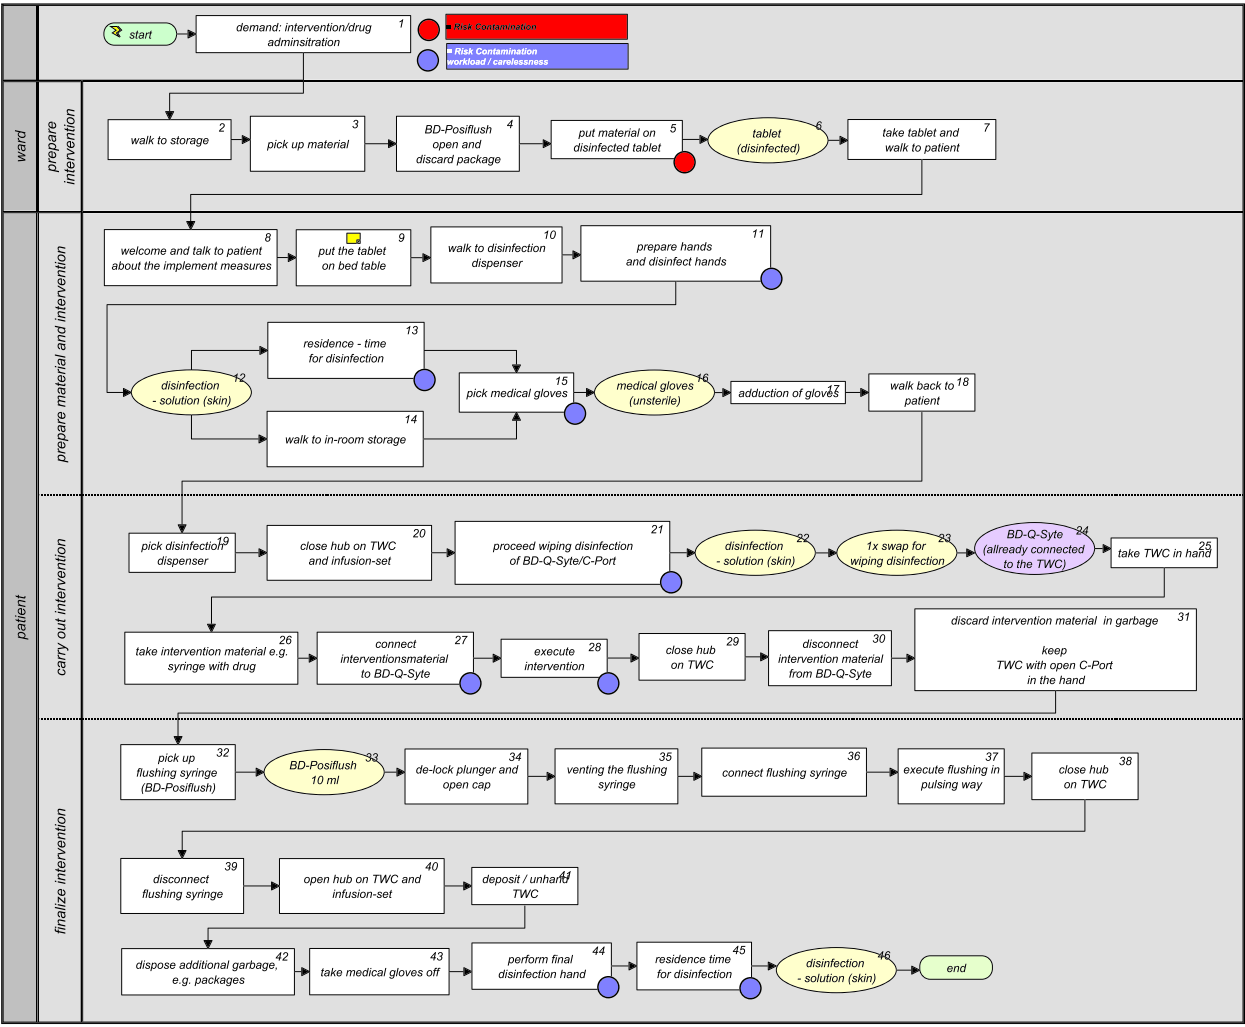 start
1
demand: intervention/drug
adminsitration
Risk Contamination
Risk Contamination
workload / carelessness
ward
prepare
intervention
2
walk to storage
3
pick up material
4
BD-Posiflush
open and
discard package
5
put material on
disinfected tablet
6
tablet
(disinfected)
7
take tablet and
walk to patient
patient
prepare material and intervention
8
welcome and talk to patient
about the implement measures
9
put the tablet
on bed table
10
walk to disinfection
dispenser
11
prepare hands
and disinfect hands
12
disinfection
- solution (skin)
13
residence - time
for disinfection
14
walk to in-room storage
15
pick medical gloves
16
medical gloves
(unsterile)
17
adduction of gloves
18
walk back to
patient
carry out intervention
19
pick disinfection
dispenser
20
close hub on TWC
and infusion-set
21
proceed wiping disinfection
of BD-Q-Syte/C-Port
22
disinfection
- solution (skin)
23
1x swap for
wiping disinfection
24
BD-Q-Syte
(already connected
to the TWC)
25
take TWC in hand
26
take intervention material e.g.
syringe with drug
27
connect
interventionsmaterial
to BD-Q-Syte
28
execute
intervention
29
close hub
on TWC
30
disconnect
intervention material
from BD-Q-Syte
31
discard intervention material in garbage
keep
TWC with open C-Port
in the hand
finalize intervention
32
pick up
flushing syringe
(BD-Posiflush)
33
BD-Posiflush
10 ml
34
de-lock plunger and
open cap
35
venting the flushing
syringe
36
connect flushing syringe
37
execute flushing in
pulsing way
38
close hub
on TWC
39
disconnect
flushing syringe
40
open hub on TWC and
infusion-set
41
deposit / unhand
TWC
42
dispose additional garbage,
e.g. packages
43
take medical gloves off
44
perform final
disinfection hand
45
residence time
for disinfection
46
disinfection
- solution (skin)
end